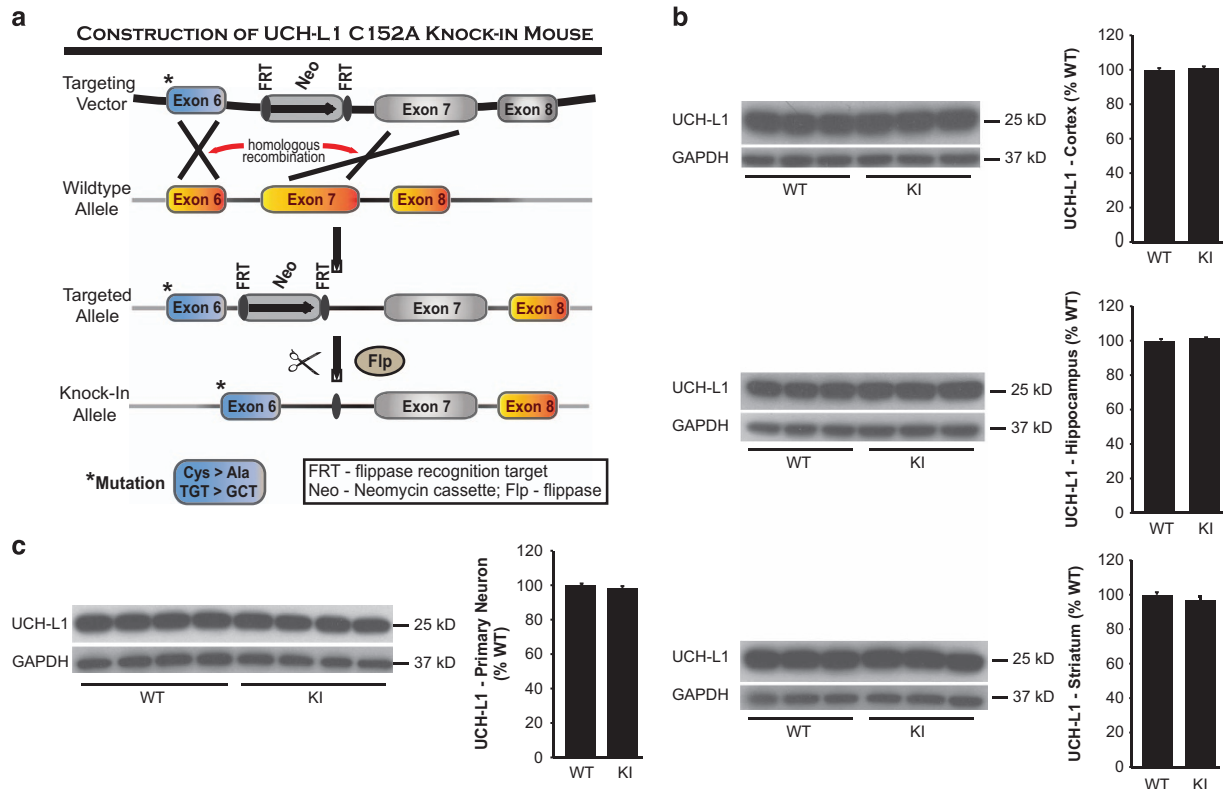 a
CONSTRUCTION OF UCH-L1 C152A KNOCK-IN MOUSE
Targeting
Vector
*
Exon 6
FRT
Neo
FRT
Exon 7
Exon 8
homologous
recombination
Wildtype
Allele
Exon 6
Exon 7
Exon 8
Targeted
Allele
*
Exon 6
FRT
Neo
FRT
Exon 7
Exon 8
Flp
Knock-In
Allele
*
Exon 6
Exon 7
Exon 8
*Mutation
Cys > Ala
TGT > GCT
FRT - flippase recognition target
Neo - Neomycin cassette; Flp - flippase
b
UCH-L1
25 kD
GAPDH
37 kD
WT
KI
UCH-L1 - Cortex (% WT)
120
100
80
60
40
20
0
WT
KI
UCH-L1
25 kD
GAPDH
37 kD
WT
KI
UCH-L1 - Hippocampus (% WT)
120
100
80
60
40
20
0
WT
KI
UCH-L1
25 kD
GAPDH
37 kD
WT
KI
UCH-L1 - Striatum (% WT)
120
100
80
60
40
20
0
WT
KI
c
UCH-L1
25 kD
GAPDH
37 kD
WT
KI
UCH-L1 - Primary Neuron
(% WT)
120
100
80
60
40
20
0
WT
KI